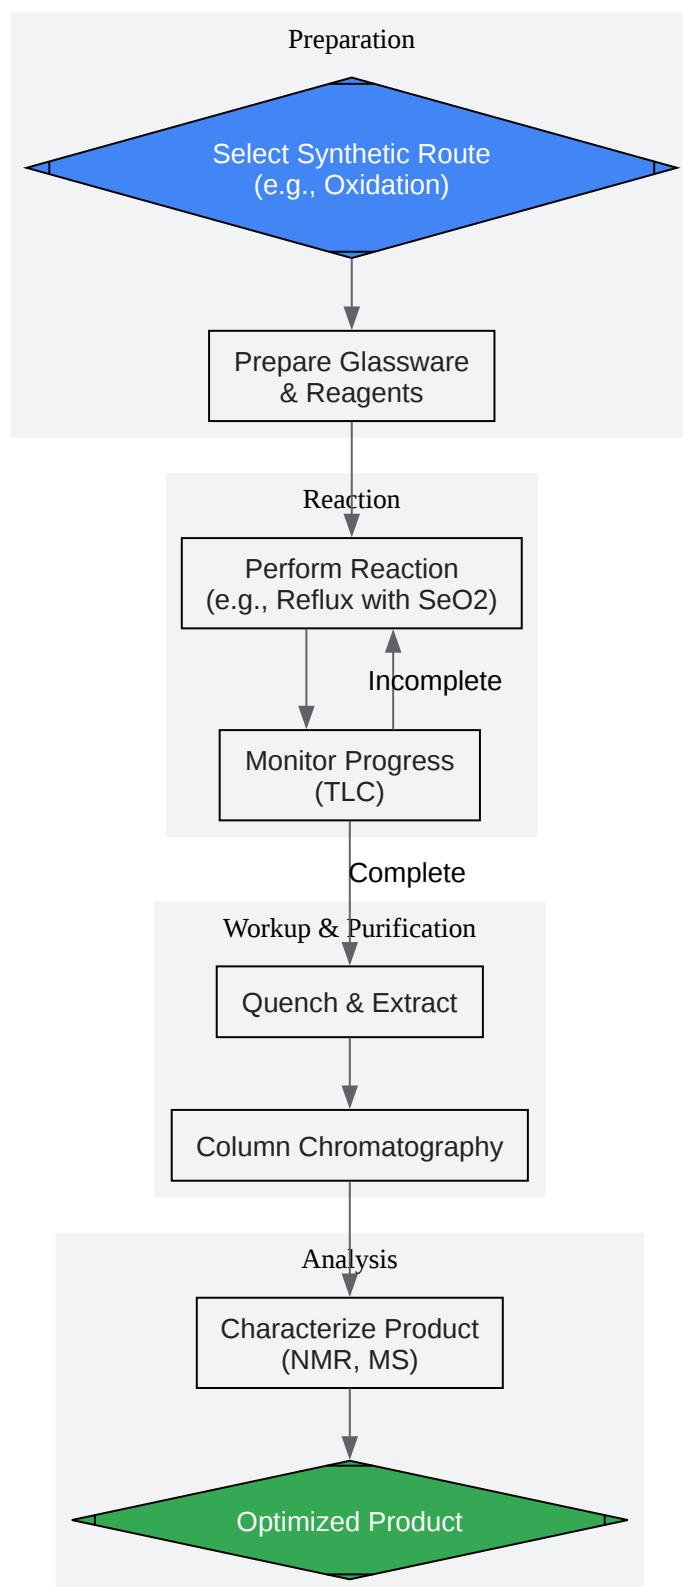 Preparation
Select Synthetic Route
(e.g., Oxidation)
Prepare Glassware
& Reagents
Reaction
Perform Reaction
(e.g., Reflux with SeO2)
Incomplete
Monitor Progress
(TLC)
Complete
Workup & Purification
Quench & Extract
Column Chromatography
Analysis
Characterize Product
(NMR, MS)
Optimized Product